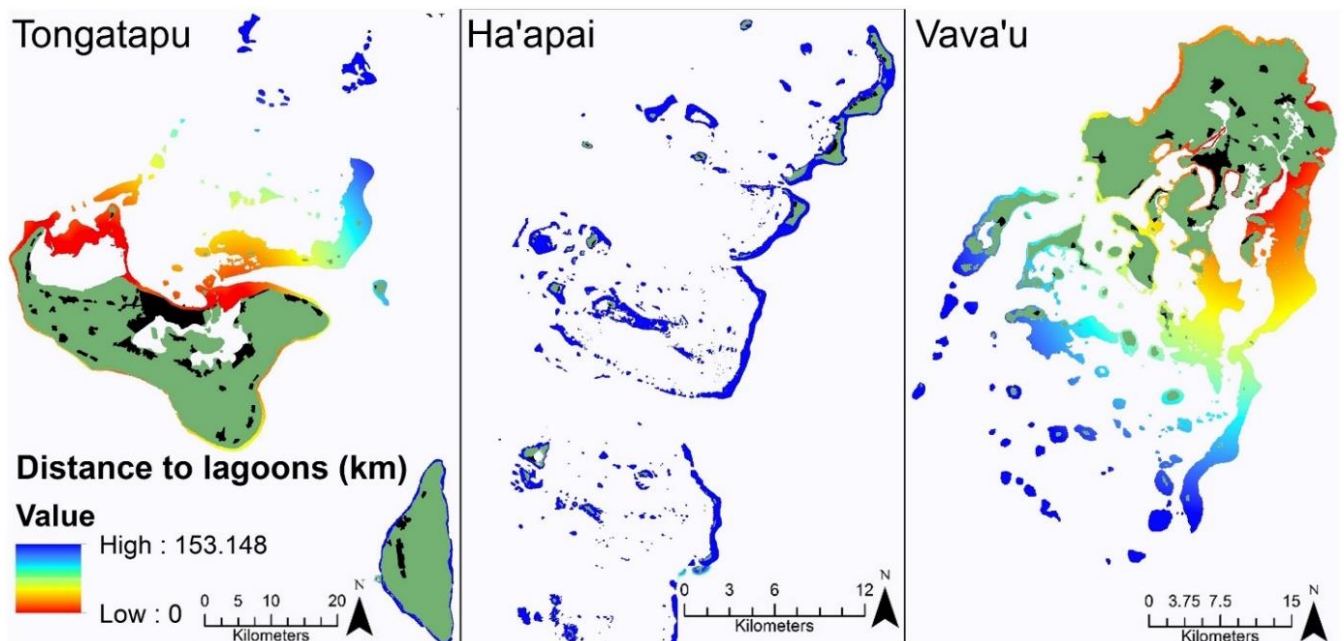 Tongatapu
Ha'apai
Vava'u
Distance to lagoons (km)
Value
High : 153.148
Low : 0
0 5 10 20
Kilometers
N
0 3 6 12
Kilometers
N
0 3.75 7.5 15
Kilometers
N